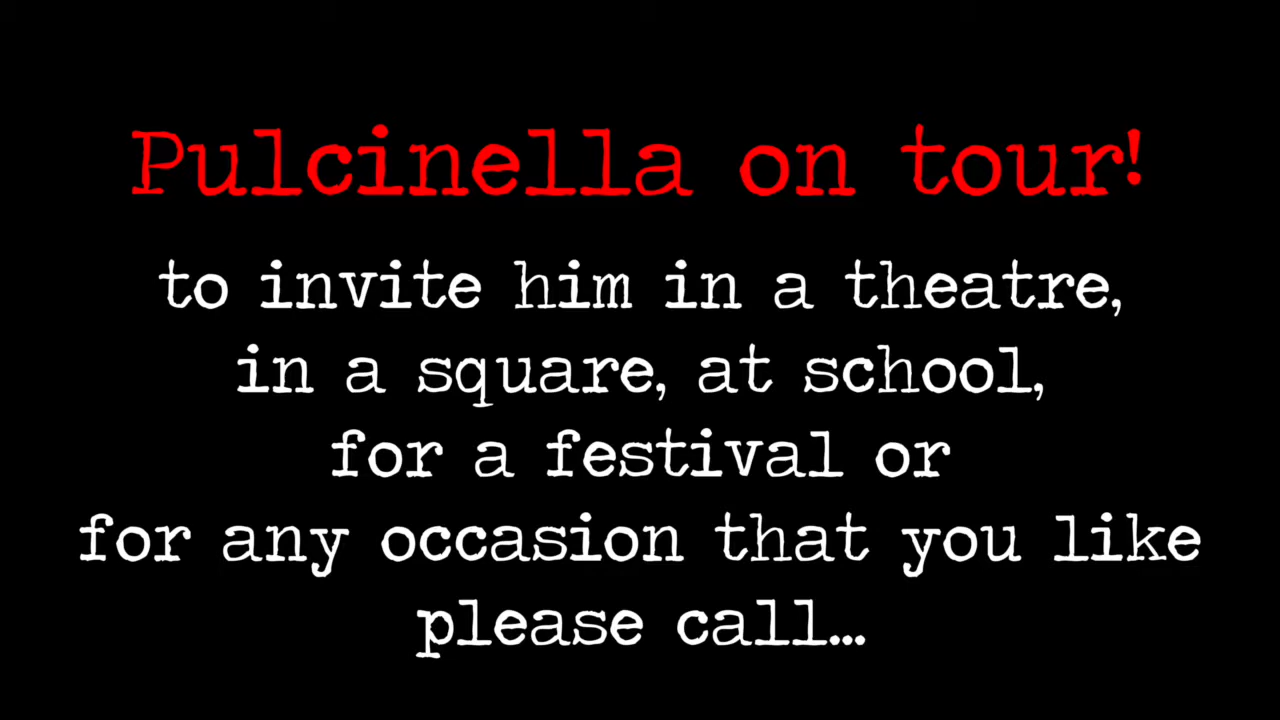 Pulcinella on tour!
to invite him in a theatre,
in a square, at school,
for a festival or
for any occasion that you like
please call...